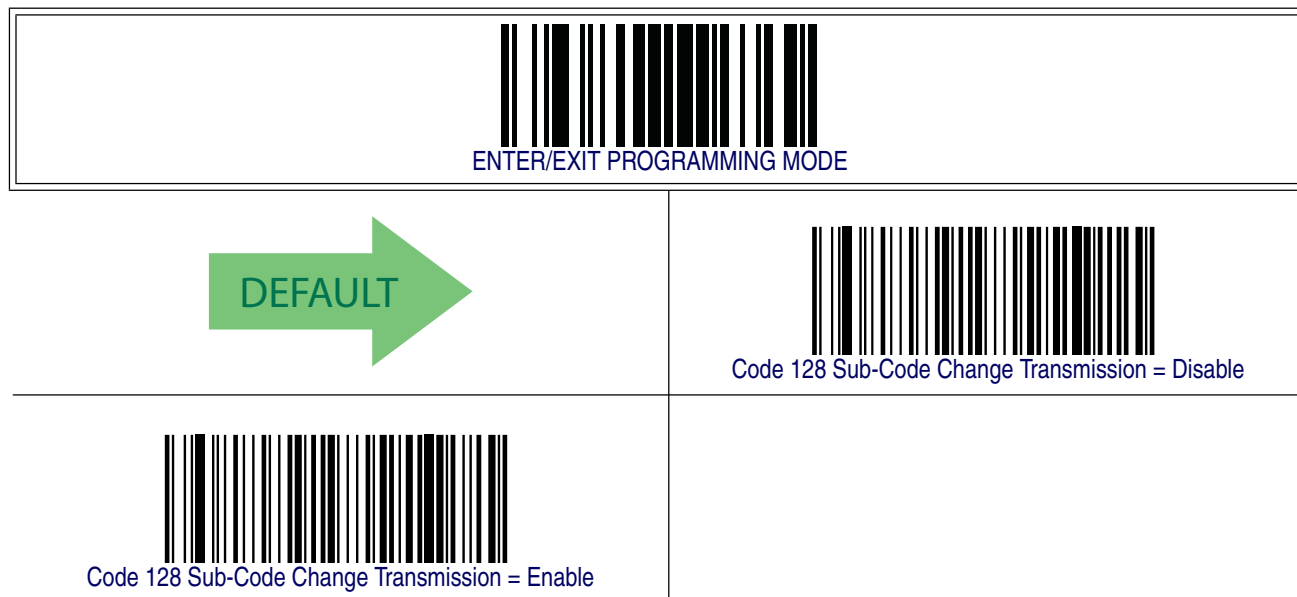 ENTER/EXIT PROGRAMMING MODE
DEFAULT
Code 128 Sub-Code Change Transmission = Disable
Code 128 Sub-Code Change Transmission = Enable